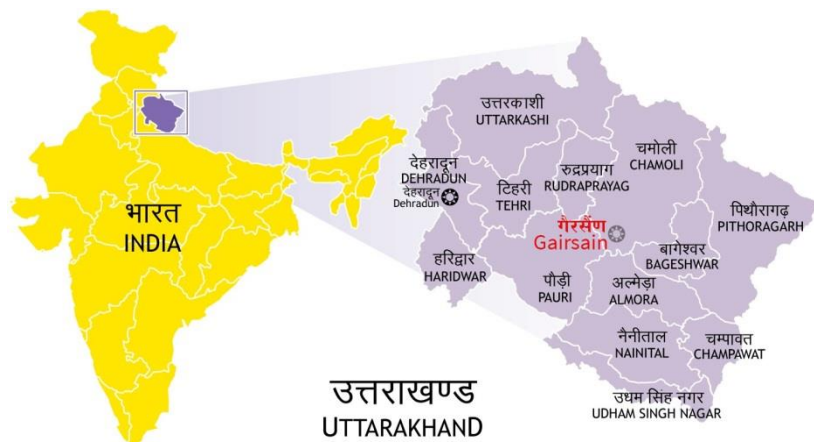 भारत
INDIA
उत्तराखण्ड
UTTARAKHAND
उत्तरकाशी
UTTARKASHI
चमोली
CHAMOLI
देहरादून
DEHRADUN
देहरादून
Dehradun
टिहरी
TEHRI
रुद्रप्रयाग
RUDRAPRAYAG
पिथौरागढ़
PITHORAGARH
गैरसैंण
Gairsain
हरिद्वार
HARIDWAR
बागेश्वर
BAGESHWAR
पौड़ी
PAURI
अल्मेड़ा
ALMORA
नैनीताल
NAINITAL
चम्पावत
CHAMPAWAT
उधम सिंह नगर
UDHAM SINGH NAGAR